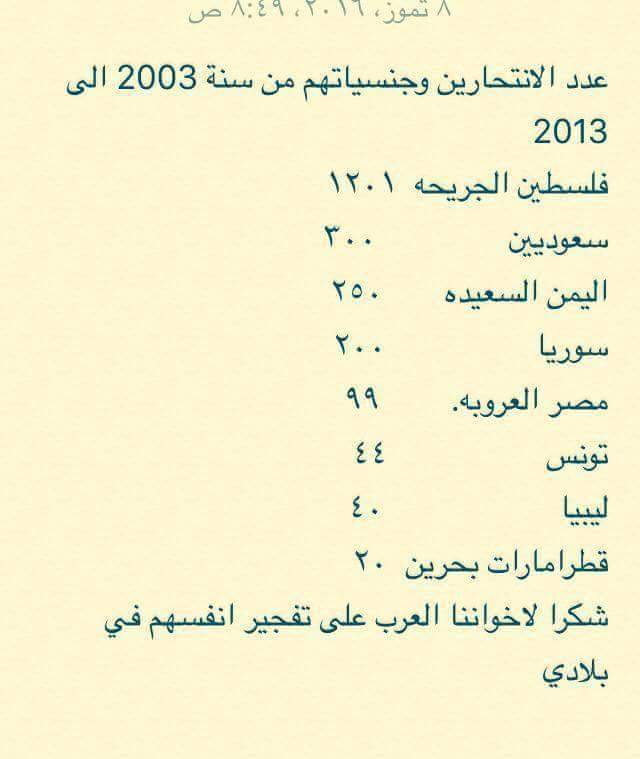 ٨ تموز، ٢٠١٦، ٨:٤٩ ص
عدد الانتحارين وجنسياتهم من سنة 2003 الى
2013
فلسطين الجريحه ١٢٠١
سعوديين ٣٠٠
اليمن السعيده ٢٥٠
سوريا ٢٠٠
مصر العروبه. ٩٩
تونس ٤٤
ليبيا ٤٠
قطرامارات بحرين ٢٠
شكرا لاخواننا العرب على تفجير انفسهم في
بلادي